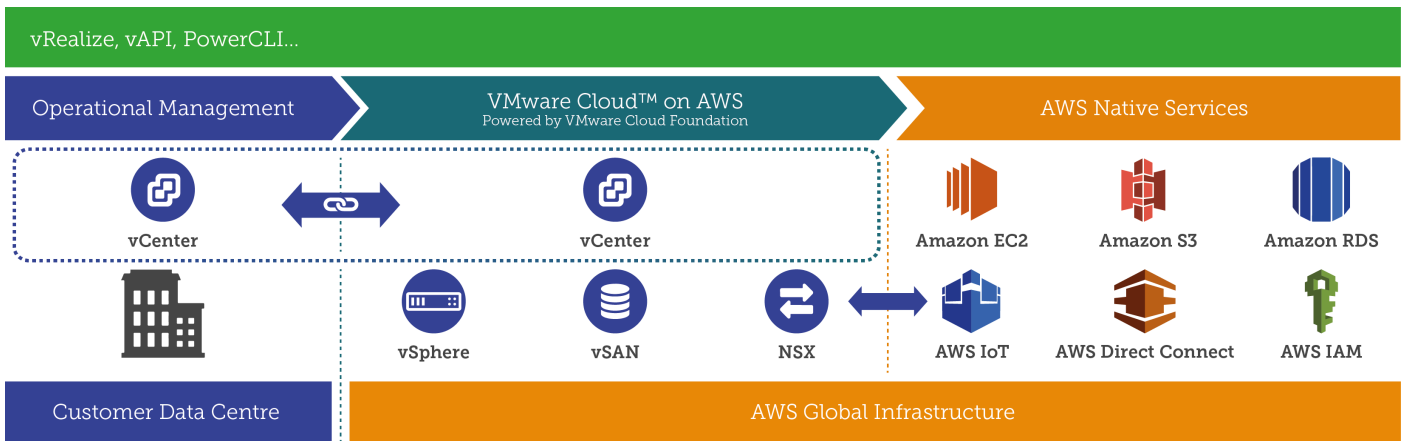 vRealize, vAPI, PowerCLI...
Operational Management
VMware Cloud™ on AWS
Powered by VMware Cloud Foundation
AWS Native Services
vCenter
vCenter
Amazon EC2
Amazon S3
Amazon RDS
vSphere
vSAN
NSX
AWS IoT
AWS Direct Connect
AWS IAM
Customer Data Centre
AWS Global Infrastructure